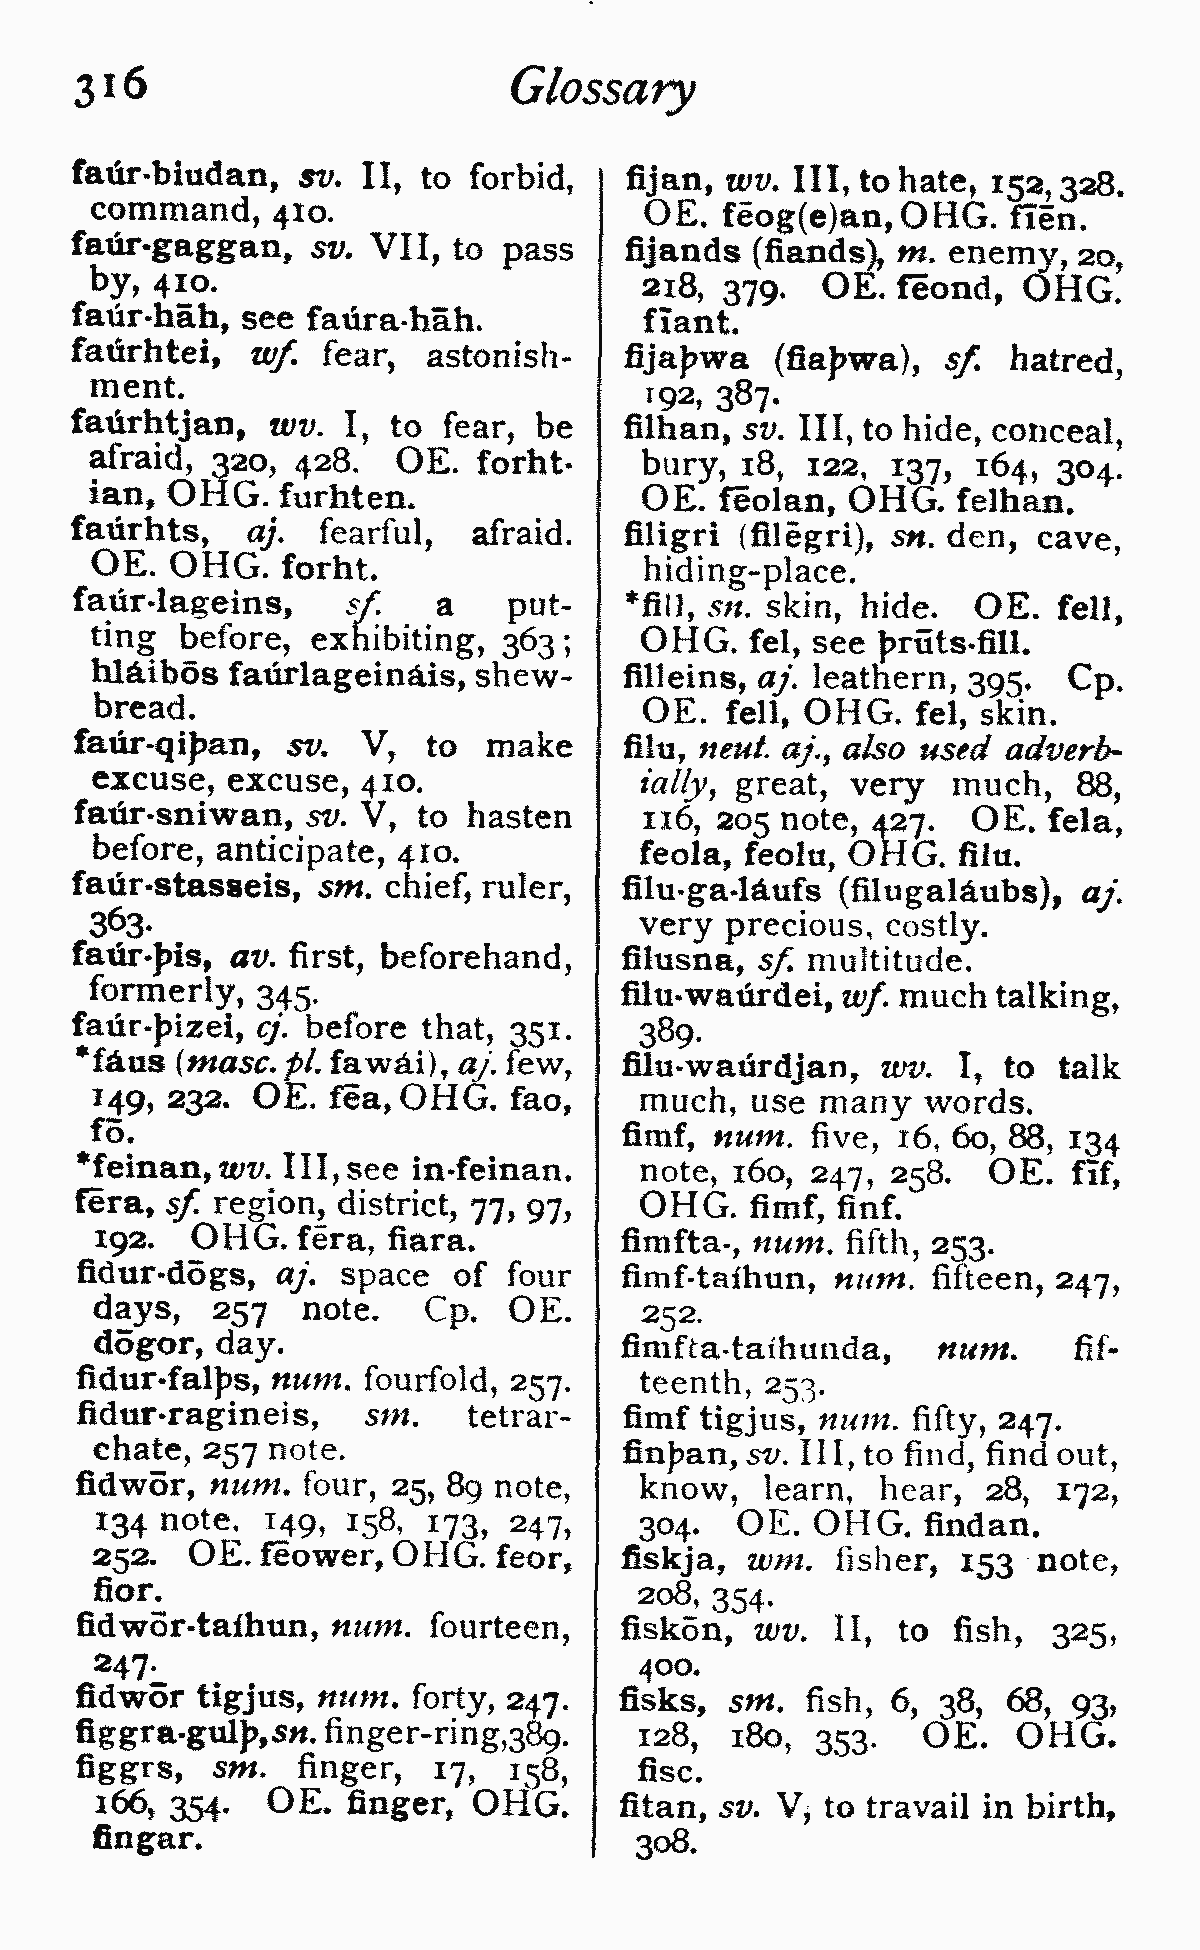 316
Glossary
faúr-biudan, sv. II, to forbid,
command, 410.
faúr-gaggan, sv. VII, to pass
by, 410.
faúr-hāh, see faúra-hāh.
faúrhtei, wf. fear, astonish-
ment.
faúrhtjan, wv. I, to fear, be
afraid, 320, 428. OE. forht-
ian, OHG. furhten.
faúrhts, aj. fearful, afraid.
OE. OHG. forht.
faúr-lageins, sf. a put-
ting before, exhibiting, 363;
hláibōs faúrlageináis, shew-
bread.
faúr-qiþan, sv. V, to make
excuse, excuse, 410.
faúr-sniwan, sv. V, to hasten
before, anticipate, 410.
faúr-stasseis, sm. chief, ruler,
363.
faúr-þis, av. first, beforehand,
formerly, 345.
faúr-þizei, cj. before that, 351.
*fáus (masc. pl. fawái), aj. few,
149, 232. OE. fēa, OHG. fao,
fō.
*feinan, wv. III, see in-feinan.
fēra, sf. region, district, 77, 97,
192. OHG. fēra, fiara.
fidur-dōgs, aj. space of four
days, 257 note. Cp. OE.
dōgor, day.
fidur-falþs, num. fourfold, 257.
fidur-ragineis, sm. tetrar-
chate, 257 note.
fidwōr, num. four, 25, 89 note,
134 note, 149, 158, 173, 247,
252. OE. fēower, OHG. feor,
fior.
fidwōr-taíhun, num. fourteen,
247.
fidwōr tigjus, num. forty, 247.
figgra-gulþ, sn. finger-ring, 389.
figgrs, sm. finger, 17, 158,
166, 354. OE. finger, OHG.
fingar.
fijan, wv. III, to hate, 152, 328.
OE. fēog(e)an, OHG. fīēn.
fijands (fiands), m. enemy, 20,
218, 379. OE. fēond, OHG.
fīant.
fijaþwa (fiaþwa), sf. hatred,
192, 387.
filhan, sv. III, to hide, conceal,
bury, 18, 122, 137, 164, 304.
OE. fēolan, OHG. felhan.
filigri (filēgri), sn. den, cave,
hiding-place.
*fill, sn. skin, hide. OE. fell,
OHG. fel, see þrūts-fill.
filleins, aj. leathern, 395. Cp.
OE. fell, OHG. fel, skin.
filu, neut. aj., also used adverb-
ially, great, very much, 88,
116, 205 note, 427. OE. fela,
feola, feolu, OHG. filu.
filu-ga-láufs (filugaláubs), aj.
very precious, costly.
filusna, sf. multitude.
filu-waúrdei, wf. much talking,
389.
filu-waúrdjan, wv. I, to talk
much, use many words.
fimf, num. five, 16, 60, 88, 134
note, 160, 247, 258. OE. fīf,
OHG. fimf, finf.
fimfta-, num. fifth, 253.
fimf-taíhun, num. fifteen, 247,
252.
fimfta-taíhunda, num. fif-
teenth, 253.
fimf tigjus, num. fifty, 247.
finþan, sv. III, to find, find out,
know, learn, hear, 28, 172,
304. OE. OHG. findan.
fiskja, wm. fisher, 153 note,
208, 354.
fiskōn, wv. II, to fish, 325,
400.
fisks, sm. fish, 6, 38, 68, 93,
128, 180, 353. OE. OHG.
fisc.
fitan, sv. V, to travail in birth,
308.